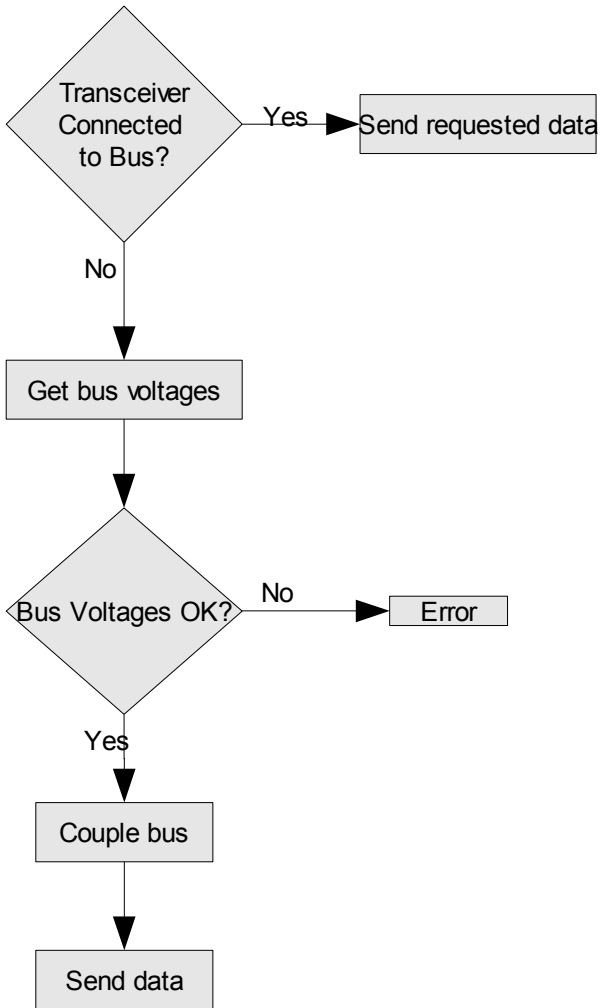 Transceiver
Connected
to Bus?
Yes
Send requested data
No
Get bus voltages
Bus Voltages OK?
No
Error
Yes
Couple bus
Send data